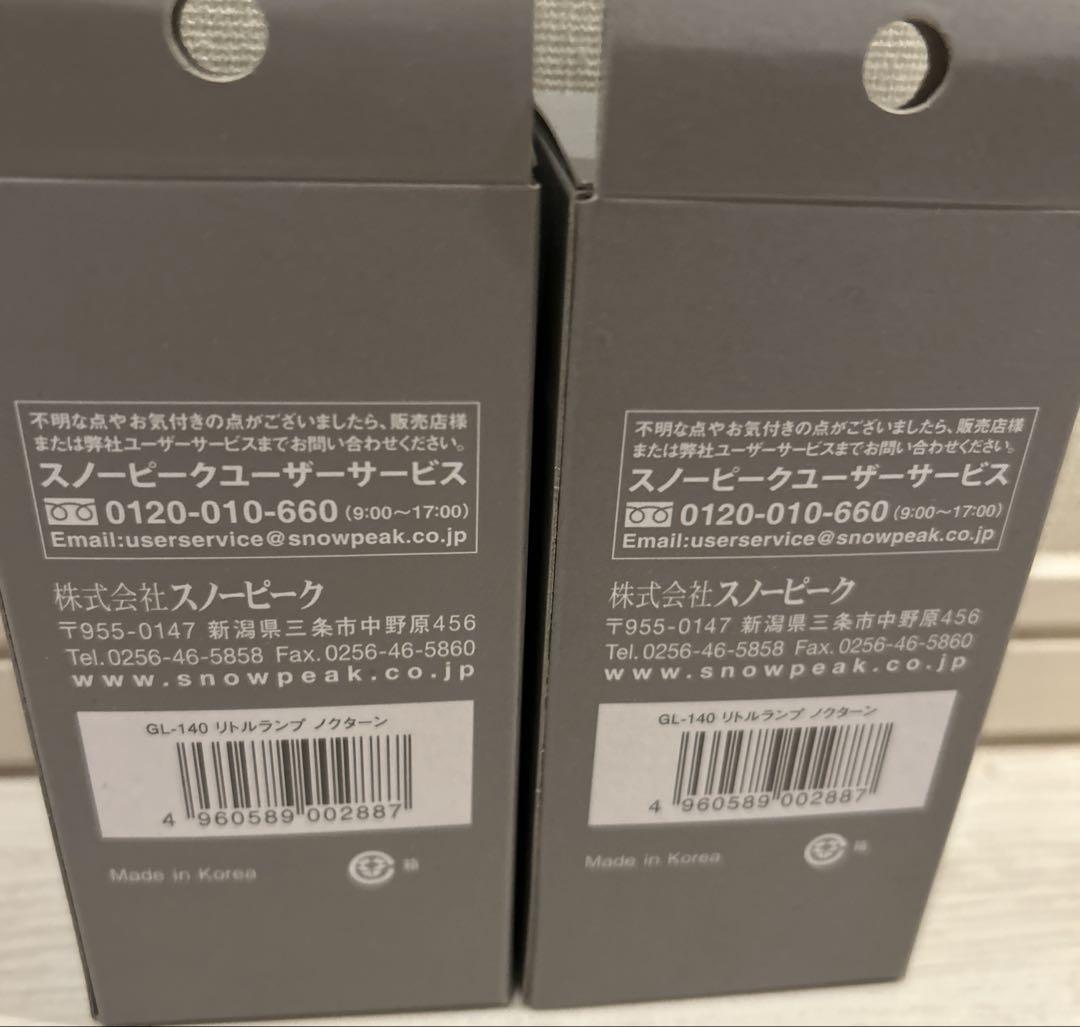 不明な点やお気付きの点がございましたら、販売店様
または弊社ユーザーサービスまでお問い合わせください。
スノーピークユーザーサービス
0120-010-660(9:00〜17:00)
Email:userservice@snowpeak.co.jp
株式会社スノーピーク
〒955-0147 新潟県三条市中野原456
Tel.0256-46-5858 Fax.0256-46-5860
www.snowpeak.co.jp
GL-140 リトルランプ ノクターン
4 960589 002887
Made in Korea
箱
不明な点やお気付きの点がございましたら、販売店様
または弊社ユーザーサービスまでお問い合わせください。
スノーピークユーザーサービス
0120-010-660(9:00〜17:00)
Email:userservice@snowpeak.co.jp
株式会社スノーピーク
〒955-0147 新潟県三条市中野原456
Tel.0256-46-5858 Fax.0256-46-5860
www.snowpeak.co.jp
GL-140 リトルランプ ノクターン
4 960589 002887
Made in Korea